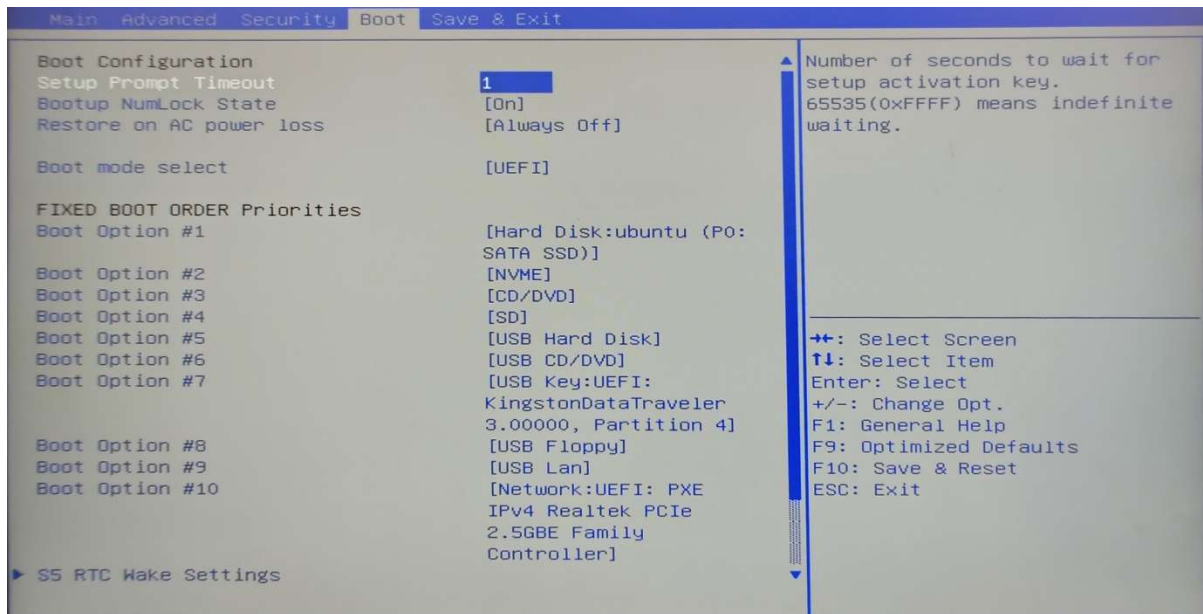 Main Advanced Security Boot Save & Exit
Boot Configuration
Setup Prompt Timeout 1
Bootup NumLock State [On]
Restore on AC power loss [Always Off]
Boot mode select [UEFI]
FIXED BOOT ORDER Priorities
Boot Option #1 [Hard Disk:ubuntu (P0:
SATA SSD)]
Boot Option #2 [NVME]
Boot Option #3 [CD/DVD]
Boot Option #4 [SD]
Boot Option #5 [USB Hard Disk]
Boot Option #6 [USB CD/DVD]
Boot Option #7 [USB Key:UEFI:
KingstonDataTraveler
3.00000, Partition 4]
Boot Option #8 [USB Floppy]
Boot Option #9 [USB Lan]
Boot Option #10 [Network:UEFI: PXE
IPv4 Realtek PCIe
2.5GBE Family
Controller]
▶ S5 RTC Wake Settings
Number of seconds to wait for
setup activation key.
65535(0xFFFF) means indefinite
waiting.
→←: Select Screen
↑↓: Select Item
Enter: Select
+/-: Change Opt.
F1: General Help
F9: Optimized Defaults
F10: Save & Reset
ESC: Exit